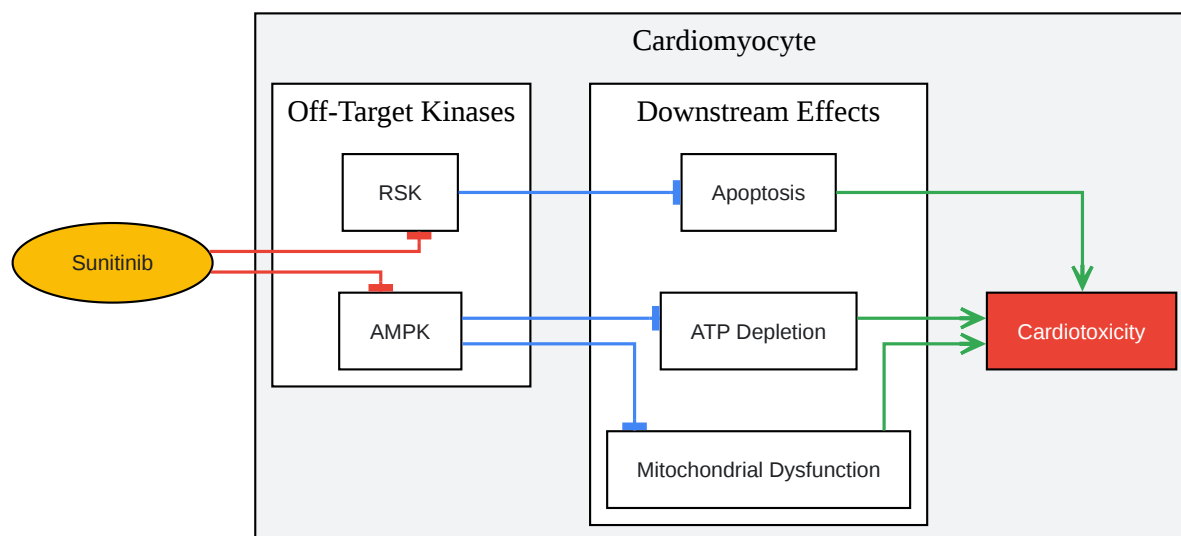 Cardiomyocyte
Off-Target Kinases
Downstream Effects
RSK
Apoptosis
Sunitinib
AMPK
ATP Depletion
Cardiotoxicity
Mitochondrial Dysfunction